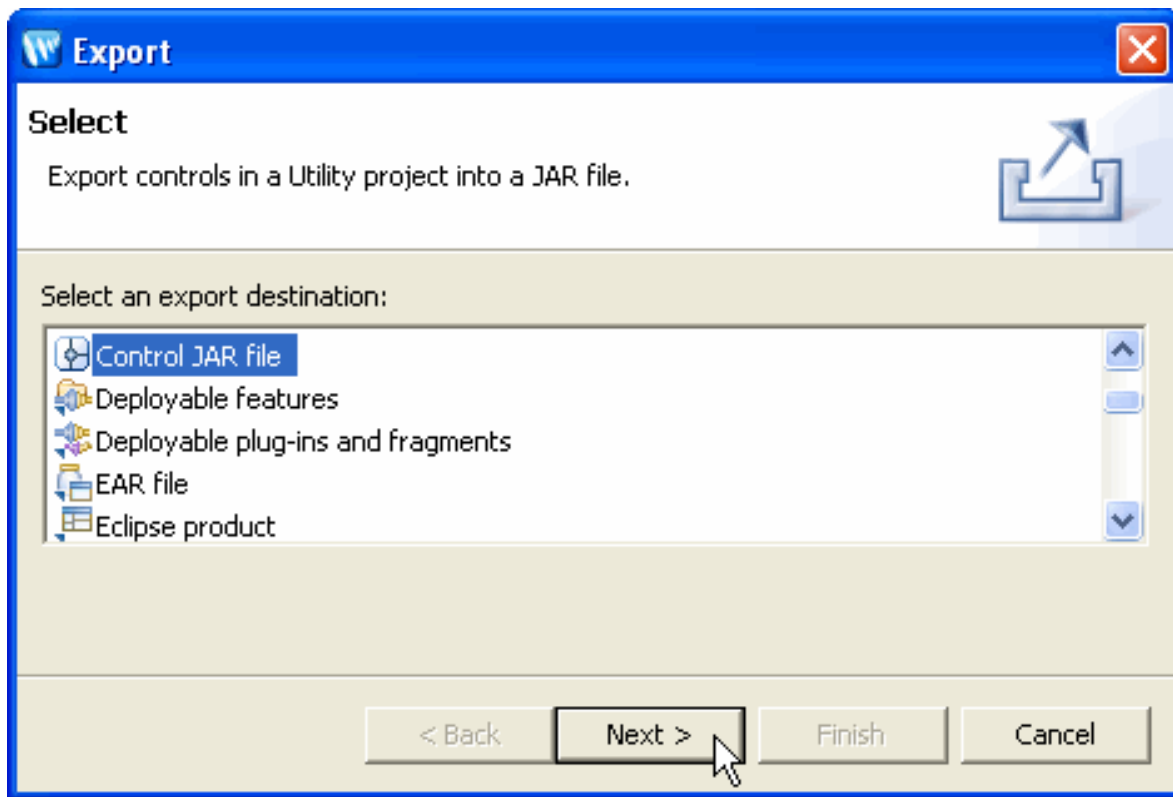 Export
Select
Export controls in a Utility project into a JAR file.
Select an export destination:
Control JAR file
Deployable features
Deployable plug-ins and fragments
EAR file
Eclipse product
< Back Next > Finish Cancel